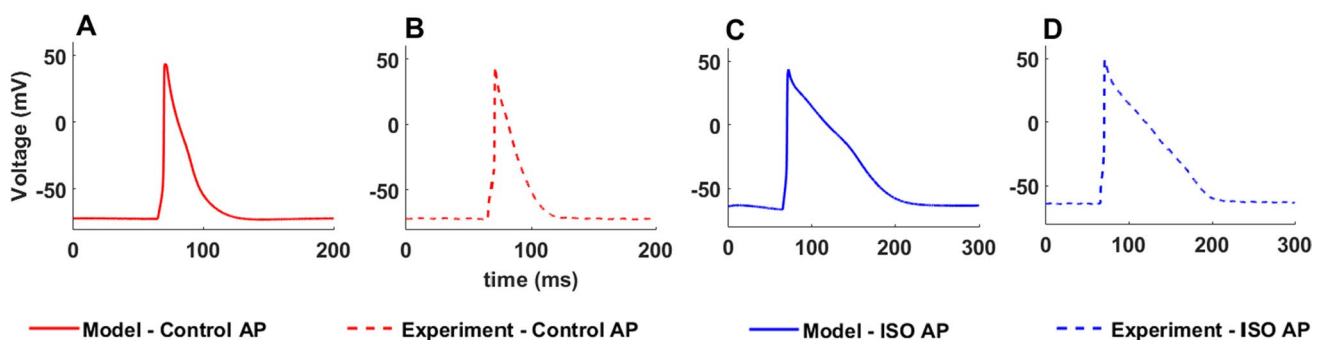 A
B
C
D
50
0
-50
0
100
200
50
0
-50
0
100
200
50
0
-50
0
100
200
300
50
0
-50
0
100
200
300
Voltage (mV)
time (ms)
Model - Control AP
Experiment - Control AP
Model - ISO AP
Experiment - ISO AP